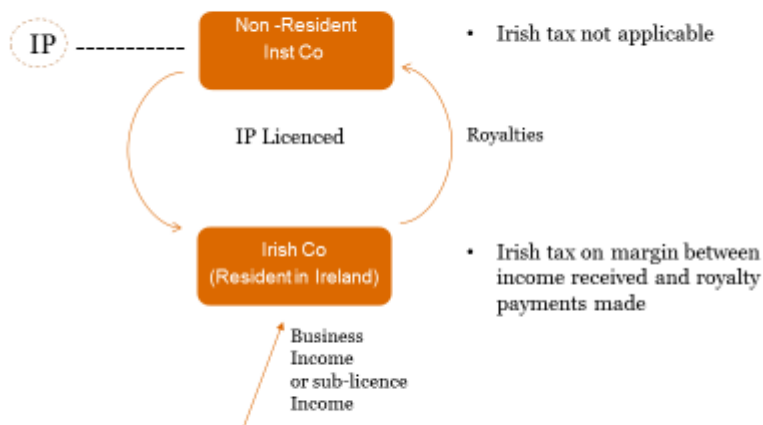 IP
Non -Resident
Inst Co
• Irish tax not applicable
IP Licenced
Royalties
Irish Co
(Resident in Ireland)
• Irish tax on margin between
income received and royalty
payments made
Business
Income
or sub-licence
Income